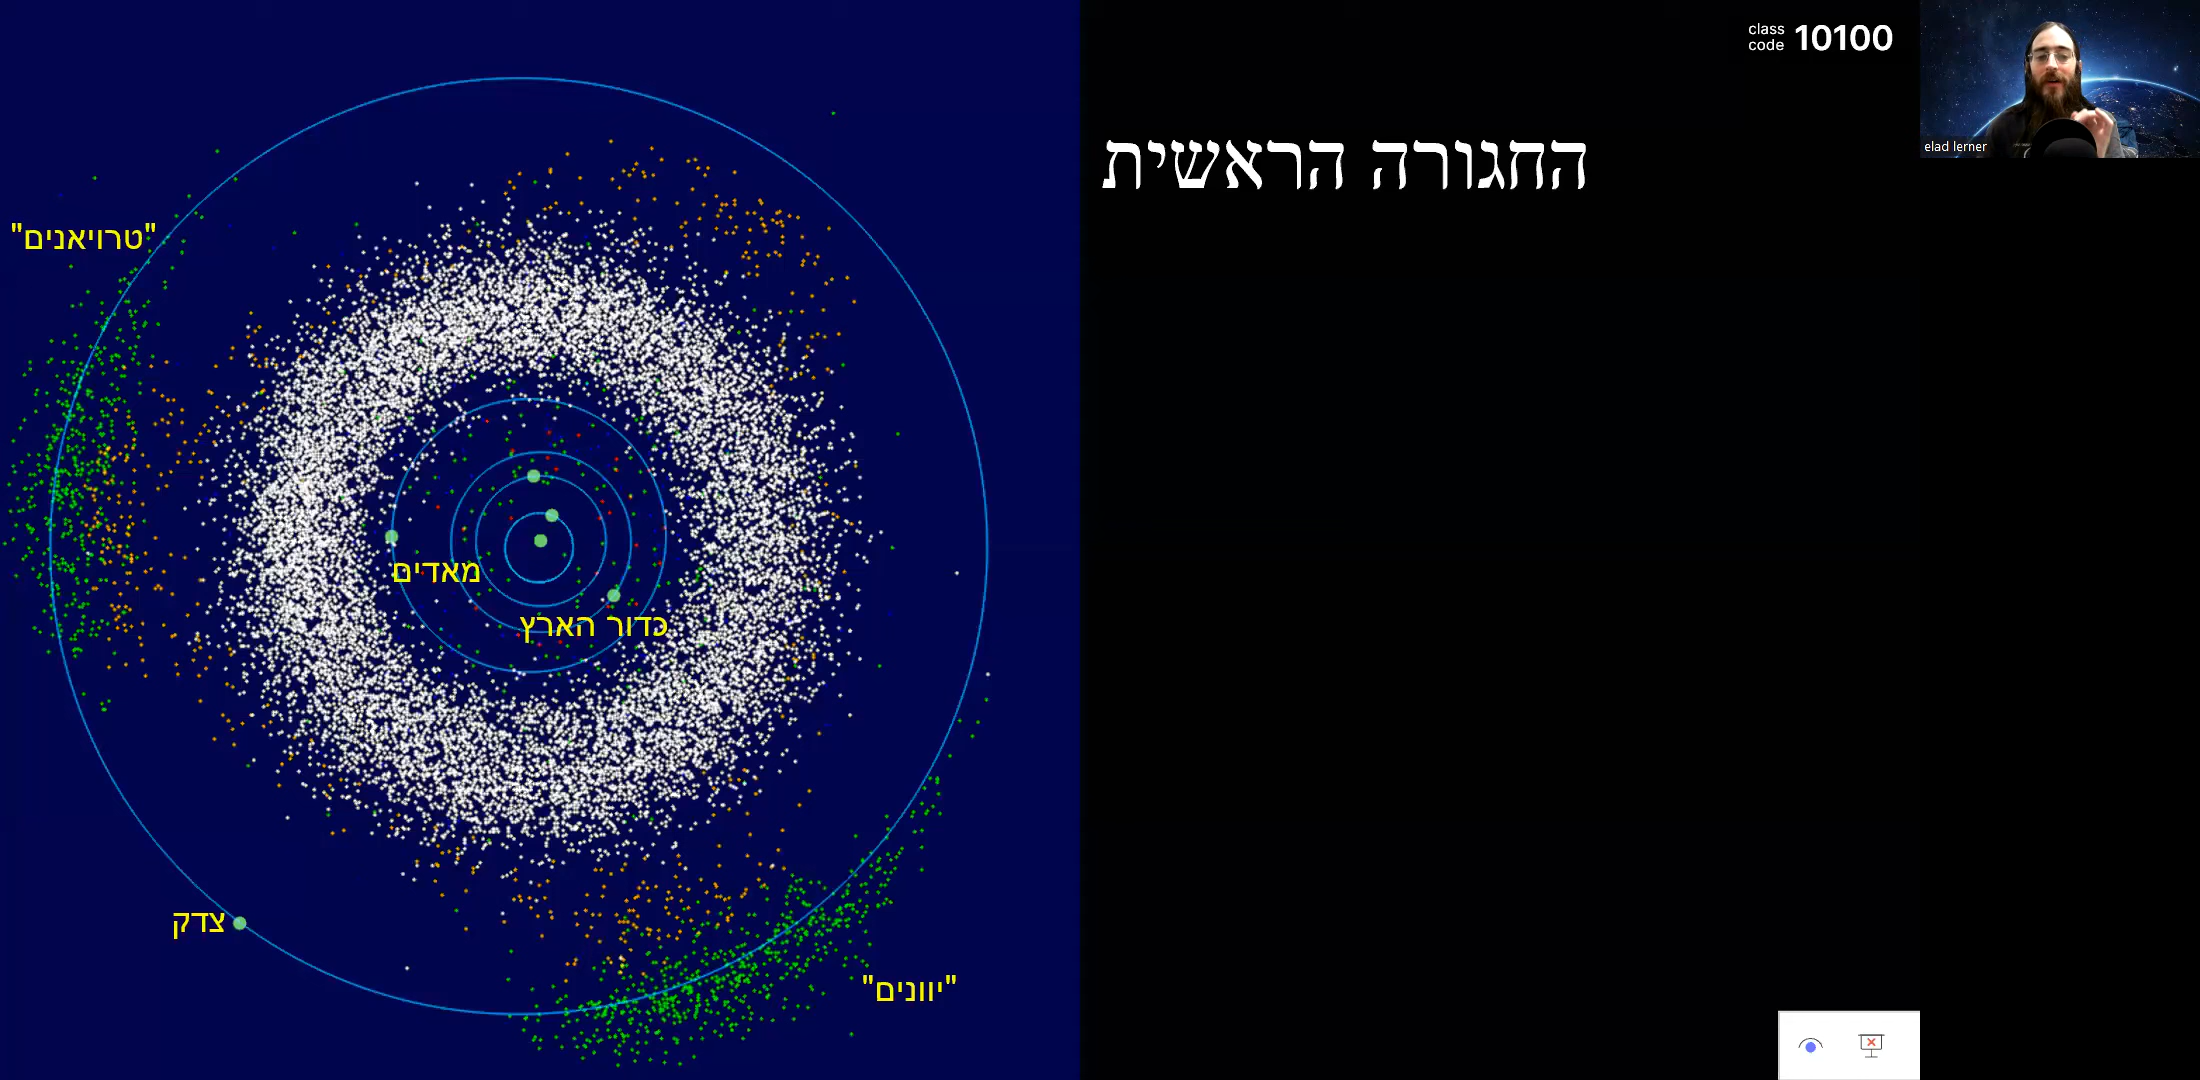 class
code 10100
החגורה הראשית
"טרויאנים"
מאדים
כדור הארץ
צדק
"יוונים"
elad lerner